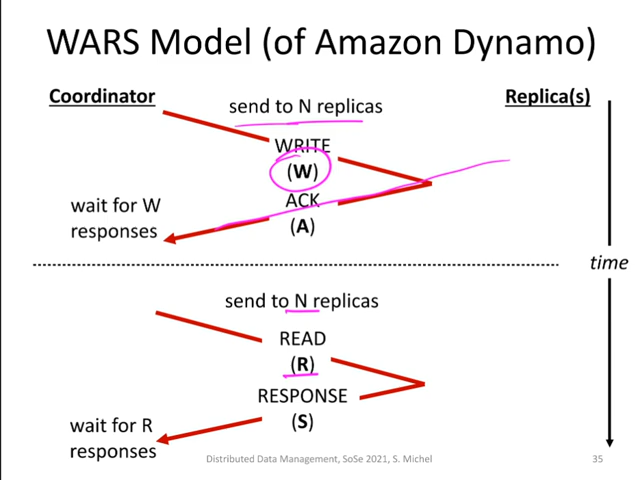 WARS Model (of Amazon Dynamo)
Coordinator
Replica(s)
send to N replicas
WRITE
(W)
ACK
(A)
wait for W
responses
time
send to N replicas
READ
(R)
RESPONSE
(S)
wait for R
responses
Distributed Data Management, SoSe 2021, S. Michel
35